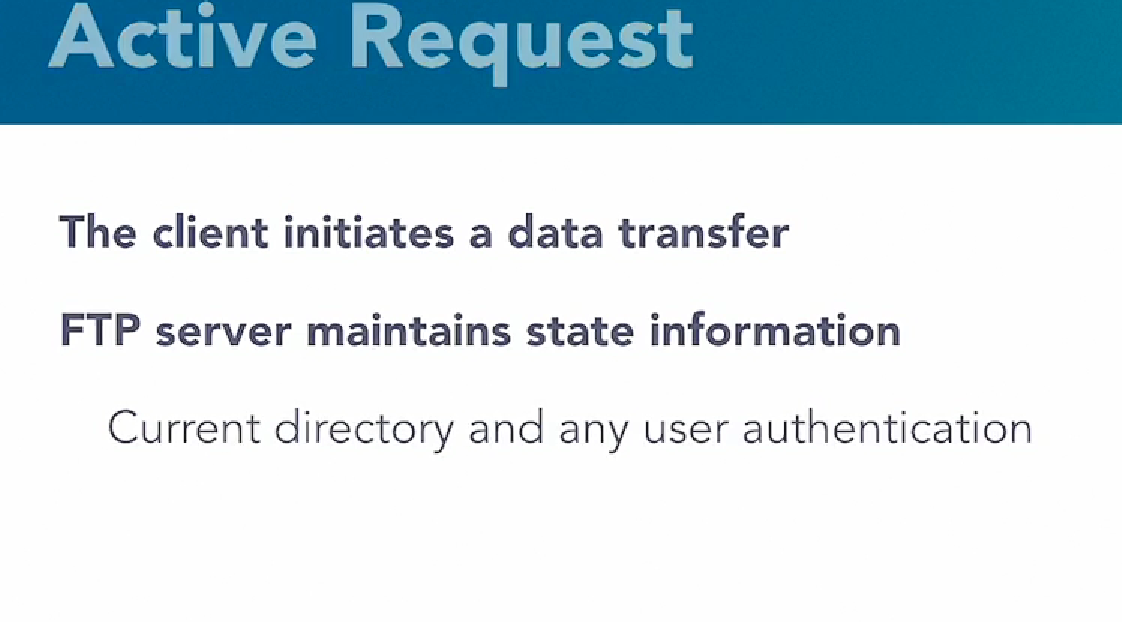 Active Request
The client initiates a data transfer
FTP server maintains state information
Current directory and any user authentication